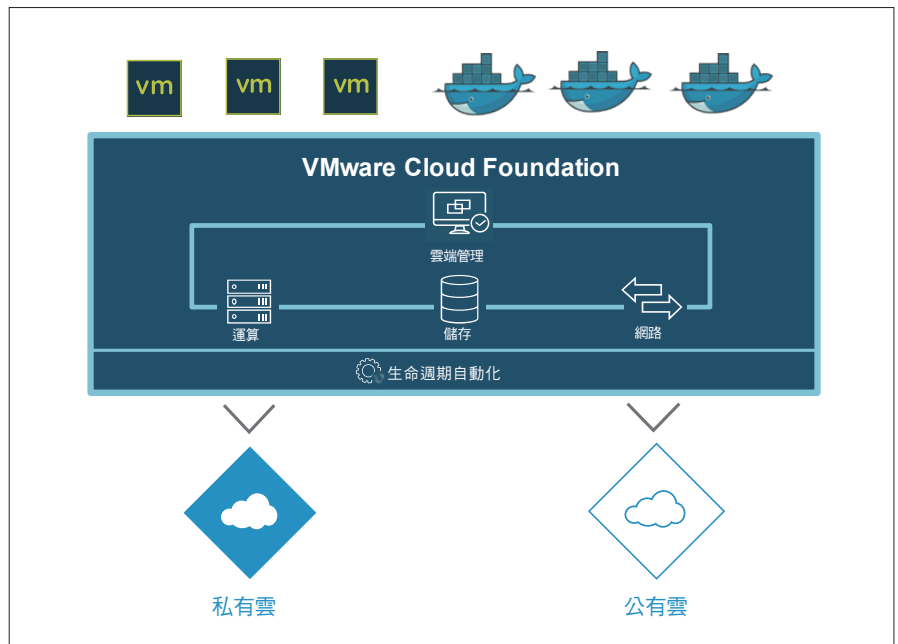 vm vm vm
VMware Cloud Foundation
雲端管理
運算 儲存 網路
生命週期自動化
私有雲 公有雲